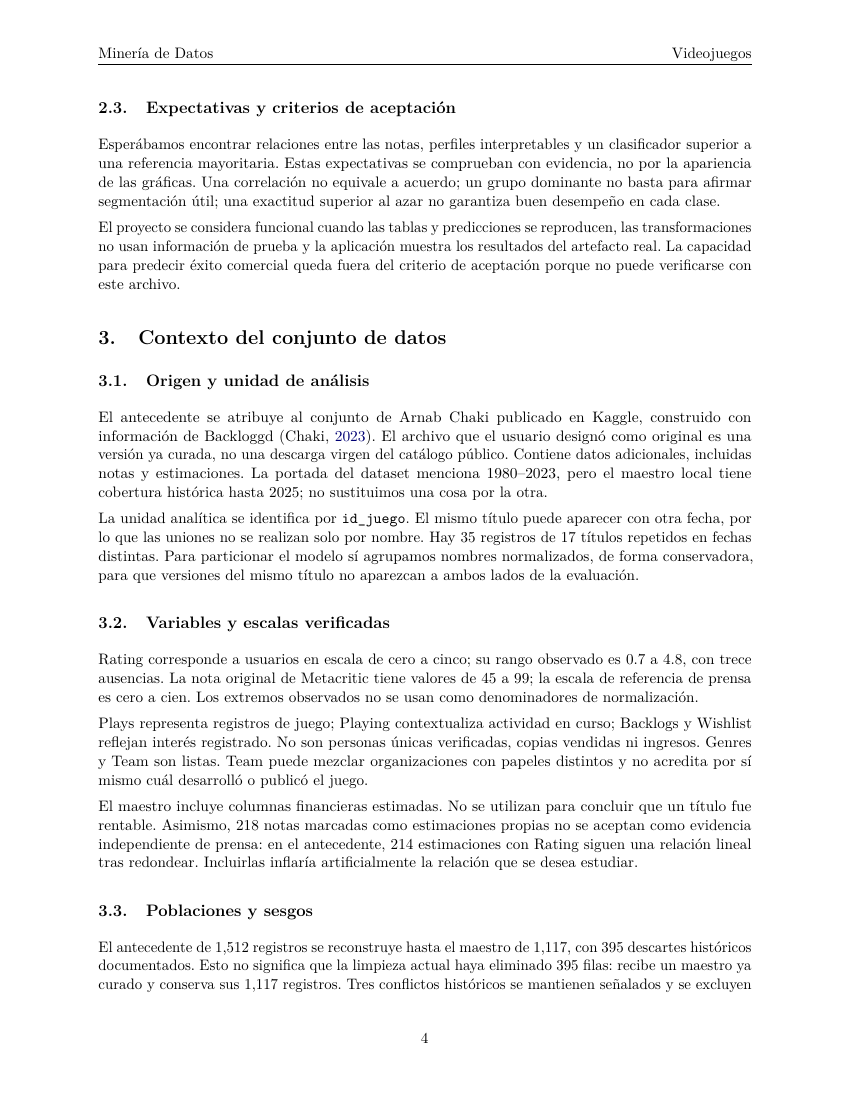 Minería de Datos
Videojuegos
2.3. Expectativas y criterios de aceptación
Esperábamos encontrar relaciones entre las notas, perfiles interpretables y un clasificador superior a
una referencia mayoritaria. Estas expectativas se comprueban con evidencia, no por la apariencia
de las gráficas. Una correlación no equivale a acuerdo; un grupo dominante no basta para afirmar
segmentación útil; una exactitud superior al azar no garantiza buen desempeño en cada clase.
El proyecto se considera funcional cuando las tablas y predicciones se reproducen, las transformaciones
no usan información de prueba y la aplicación muestra los resultados del artefacto real. La capacidad
para predecir éxito comercial queda fuera del criterio de aceptación porque no puede verificarse con
este archivo.
3. Contexto del conjunto de datos
3.1. Origen y unidad de análisis
El antecedente se atribuye al conjunto de Arnab Chaki publicado en Kaggle, construido con
información de Backloggd (Chaki, 2023). El archivo que el usuario designó como original es una
versión ya curada, no una descarga virgen del catálogo público. Contiene datos adicionales, incluidas
notas y estimaciones. La portada del dataset menciona 1980–2023, pero el maestro local tiene
cobertura histórica hasta 2025; no sustituimos una cosa por la otra.
La unidad analítica se identifica por id_juego. El mismo título puede aparecer con otra fecha, por
lo que las uniones no se realizan solo por nombre. Hay 35 registros de 17 títulos repetidos en fechas
distintas. Para particionar el modelo sí agrupamos nombres normalizados, de forma conservadora,
para que versiones del mismo título no aparezcan a ambos lados de la evaluación.
3.2. Variables y escalas verificadas
Rating corresponde a usuarios en escala de cero a cinco; su rango observado es 0.7 a 4.8, con trece
ausencias. La nota original de Metacritic tiene valores de 45 a 99; la escala de referencia de prensa
es cero a cien. Los extremos observados no se usan como denominadores de normalización.
Plays representa registros de juego; Playing contextualiza actividad en curso; Backlogs y Wishlist
reflejan interés registrado. No son personas únicas verificadas, copias vendidas ni ingresos. Genres
y Team son listas. Team puede mezclar organizaciones con papeles distintos y no acredita por sí
mismo cuál desarrolló o publicó el juego.
El maestro incluye columnas financieras estimadas. No se utilizan para concluir que un título fue
rentable. Asimismo, 218 notas marcadas como estimaciones propias no se aceptan como evidencia
independiente de prensa: en el antecedente, 214 estimaciones con Rating siguen una relación lineal
tras redondear. Incluirlas inflaría artificialmente la relación que se desea estudiar.
3.3. Poblaciones y sesgos
El antecedente de 1,512 registros se reconstruye hasta el maestro de 1,117, con 395 descartes históricos
documentados. Esto no significa que la limpieza actual haya eliminado 395 filas: recibe un maestro ya
curado y conserva sus 1,117 registros. Tres conflictos históricos se mantienen señalados y se excluyen
4